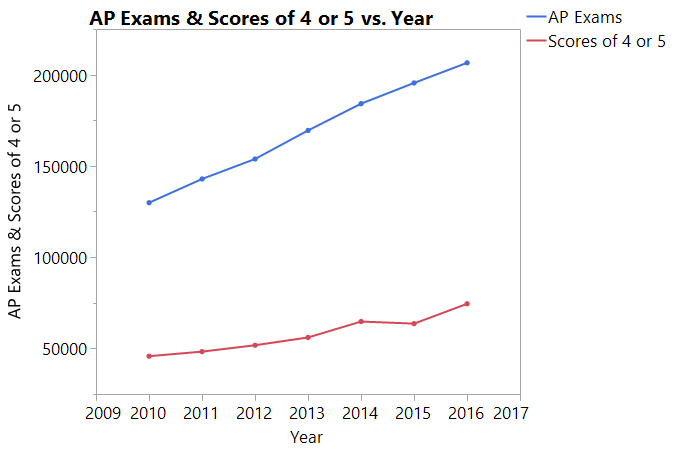 AP Exams & Scores of 4 or 5 vs. Year
AP Exams
Scores of 4 or 5
AP Exams & Scores of 4 or 5
200000
150000
100000
50000
2009 2010 2011 2012 2013 2014 2015 2016 2017
Year